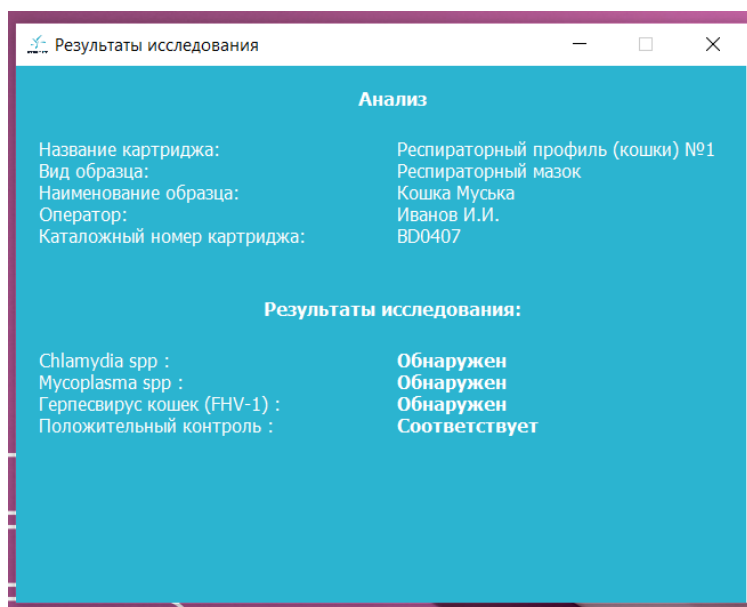 Результаты исследования
Анализ
Название картриджа: Респираторный профиль (кошки) №1
Вид образца: Респираторный мазок
Наименование образца: Кошка Муська
Оператор: Иванов И.И.
Каталожный номер картриджа: BD0407
Результаты исследования:
Chlamydia spp : Обнаружен
Mycoplasma spp : Обнаружен
Герпесвирус кошек (FHV-1) : Обнаружен
Положительный контроль : Соответствует